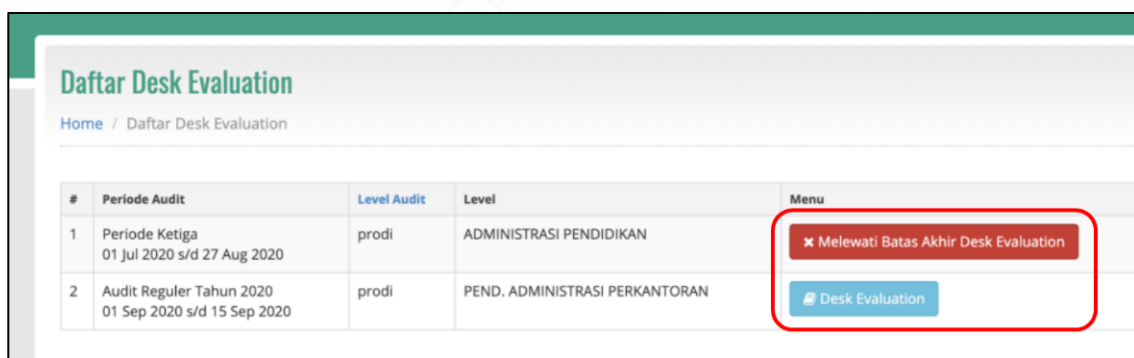 Daftar Desk Evaluation
Home / Daftar Desk Evaluation
# Periode Audit Level Audit Level Menu
1 Periode Ketiga prodi ADMINISTRASI PENDIDIKAN Melewati Batas Akhir Desk Evaluation
01 Jul 2020 s/d 27 Aug 2020
2 Audit Reguler Tahun 2020 prodi PEND. ADMINISTRASI PERKANTORAN Desk Evaluation
01 Sep 2020 s/d 15 Sep 2020